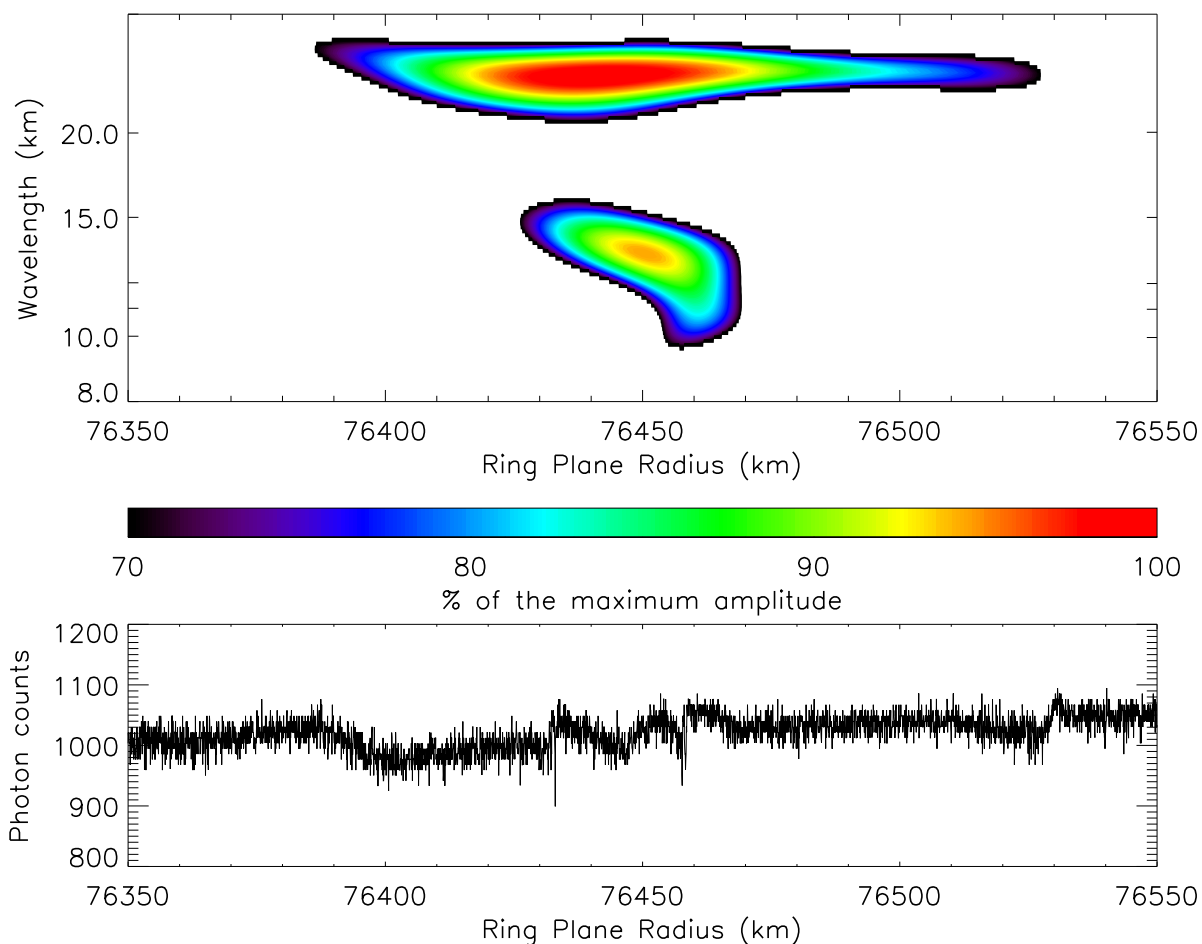 Wavelength (km)
20.0
15.0
10.0
8.0
76350 76400 76450 76500 76550
Ring Plane Radius (km)
70 80 90 100
% of the maximum amplitude
Photon counts
1200
1100
1000
900
800
76350 76400 76450 76500 76550
Ring Plane Radius (km)